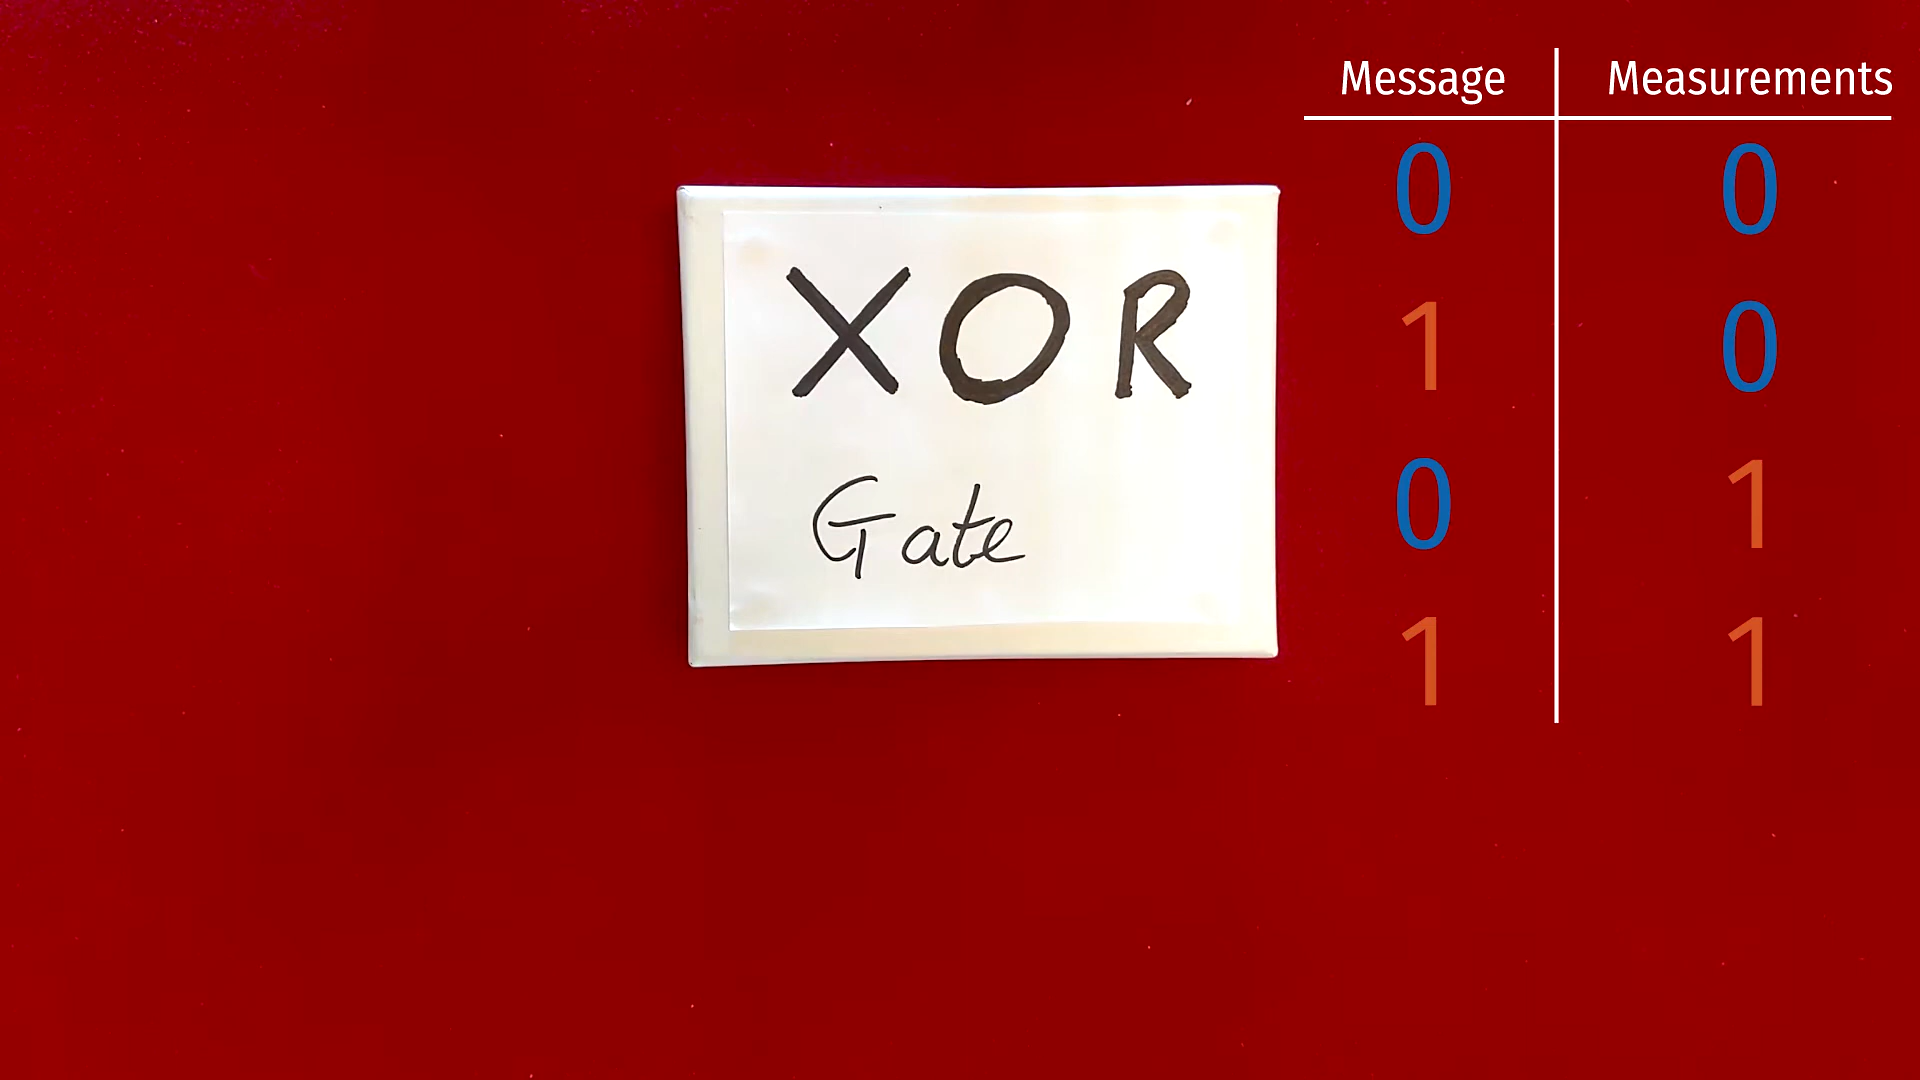 XOR
Gate
Message Measurements
0 0
1 0
0 1
1 1